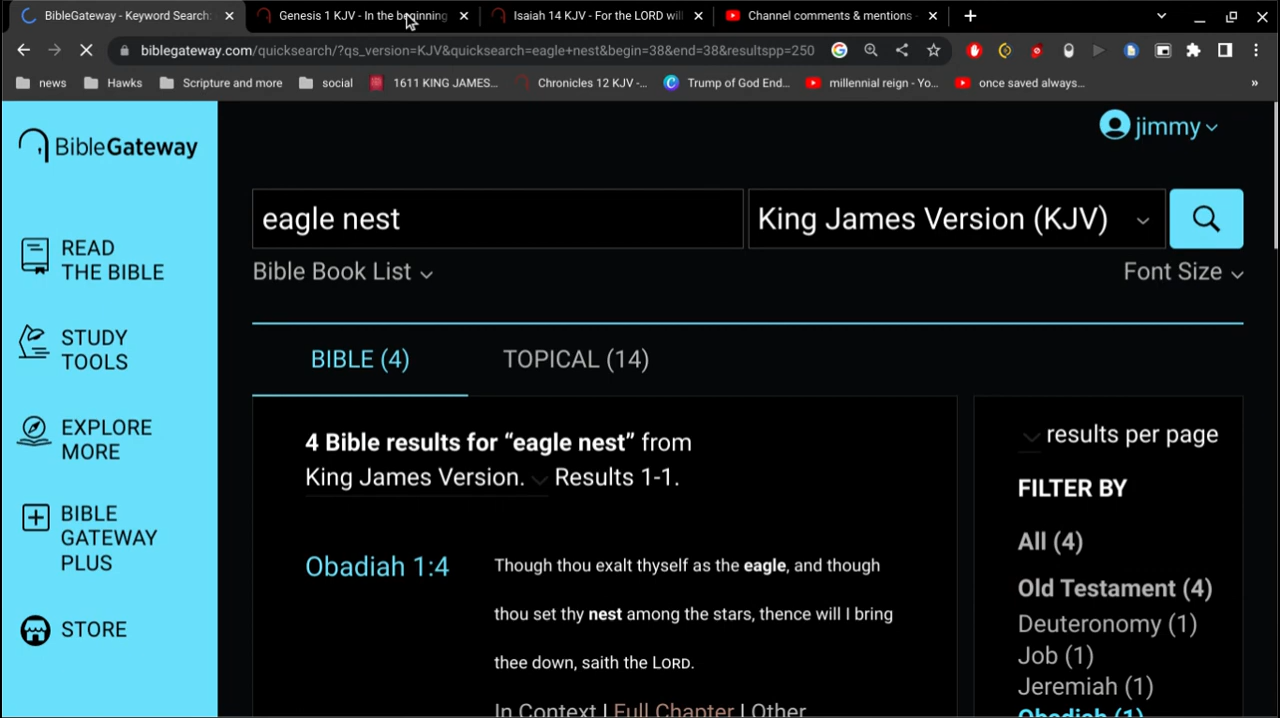 BibleGateway - Keyword Search:
Genesis 1 KJV - In the beginning
Isaiah 14 KJV - For the LORD wil
Channel comments & mentions -
biblegateway.com/quicksearch/?qs_version=KJV&quicksearch=eagle+nest&begin=38&end=38&resultspp=250
news
Hawks
Scripture and more
social
1611 KING JAMES...
Chronicles 12 KJV -...
Trump of God End...
millennial reign - Yo...
once saved always...
»
BibleGateway
jimmy
eagle nest
King James Version (KJV)
Bible Book List
Font Size
READ
THE BIBLE
STUDY
TOOLS
EXPLORE
MORE
BIBLE
GATEWAY
PLUS
STORE
BIBLE (4)
TOPICAL (14)
4 Bible results for “eagle nest” from
King James Version. Results 1-1.
Obadiah 1:4
Though thou exalt thyself as the eagle, and though
thou set thy nest among the stars, thence will I bring
thee down, saith the LORD.
In Context | Full Chapter | Other
results per page
FILTER BY
All (4)
Old Testament (4)
Deuteronomy (1)
Job (1)
Jeremiah (1)
Obadiah (1)